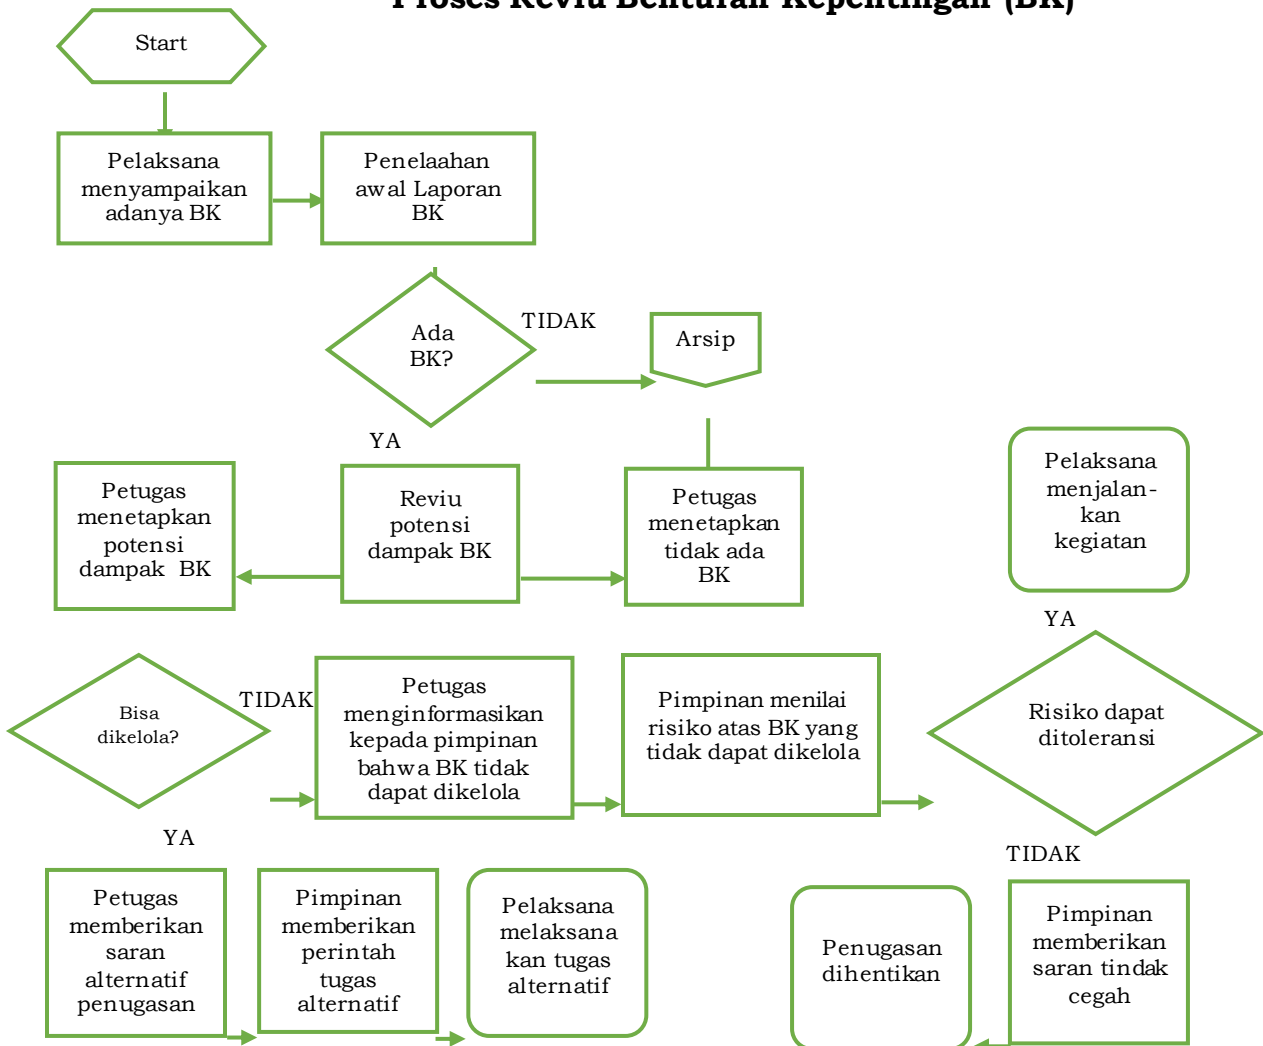 Proses Reviu Benturan Kepentingan (BK)
Start
Pelaksana
menyampaikan
adanya BK
Penelaahan
awal Laporan
BK
Ada
BK?
TIDAK
Arsip
YA
Petugas
menetapkan
potensi
dampak BK
Reviu
potensi
dampak BK
Petugas
menetapkan
tidak ada
BK
Pelaksana
menjalan-
kan
kegiatan
YA
Bisa
dikelola?
TIDAK
Petugas
menginformasikan
kepada pimpinan
bahwa BK tidak
dapat dikelola
Pimpinan menilai
risiko atas BK yang
tidak dapat dikelola
Risiko dapat
ditoleransi
YA
TIDAK
Petugas
memberikan
saran
alternatif
penugasan
Pimpinan
memberikan
perintah
tugas
alternatif
Pelaksana
melaksana
kan tugas
alternatif
Penugasan
dihentikan
Pimpinan
memberikan
saran tindak
cegah